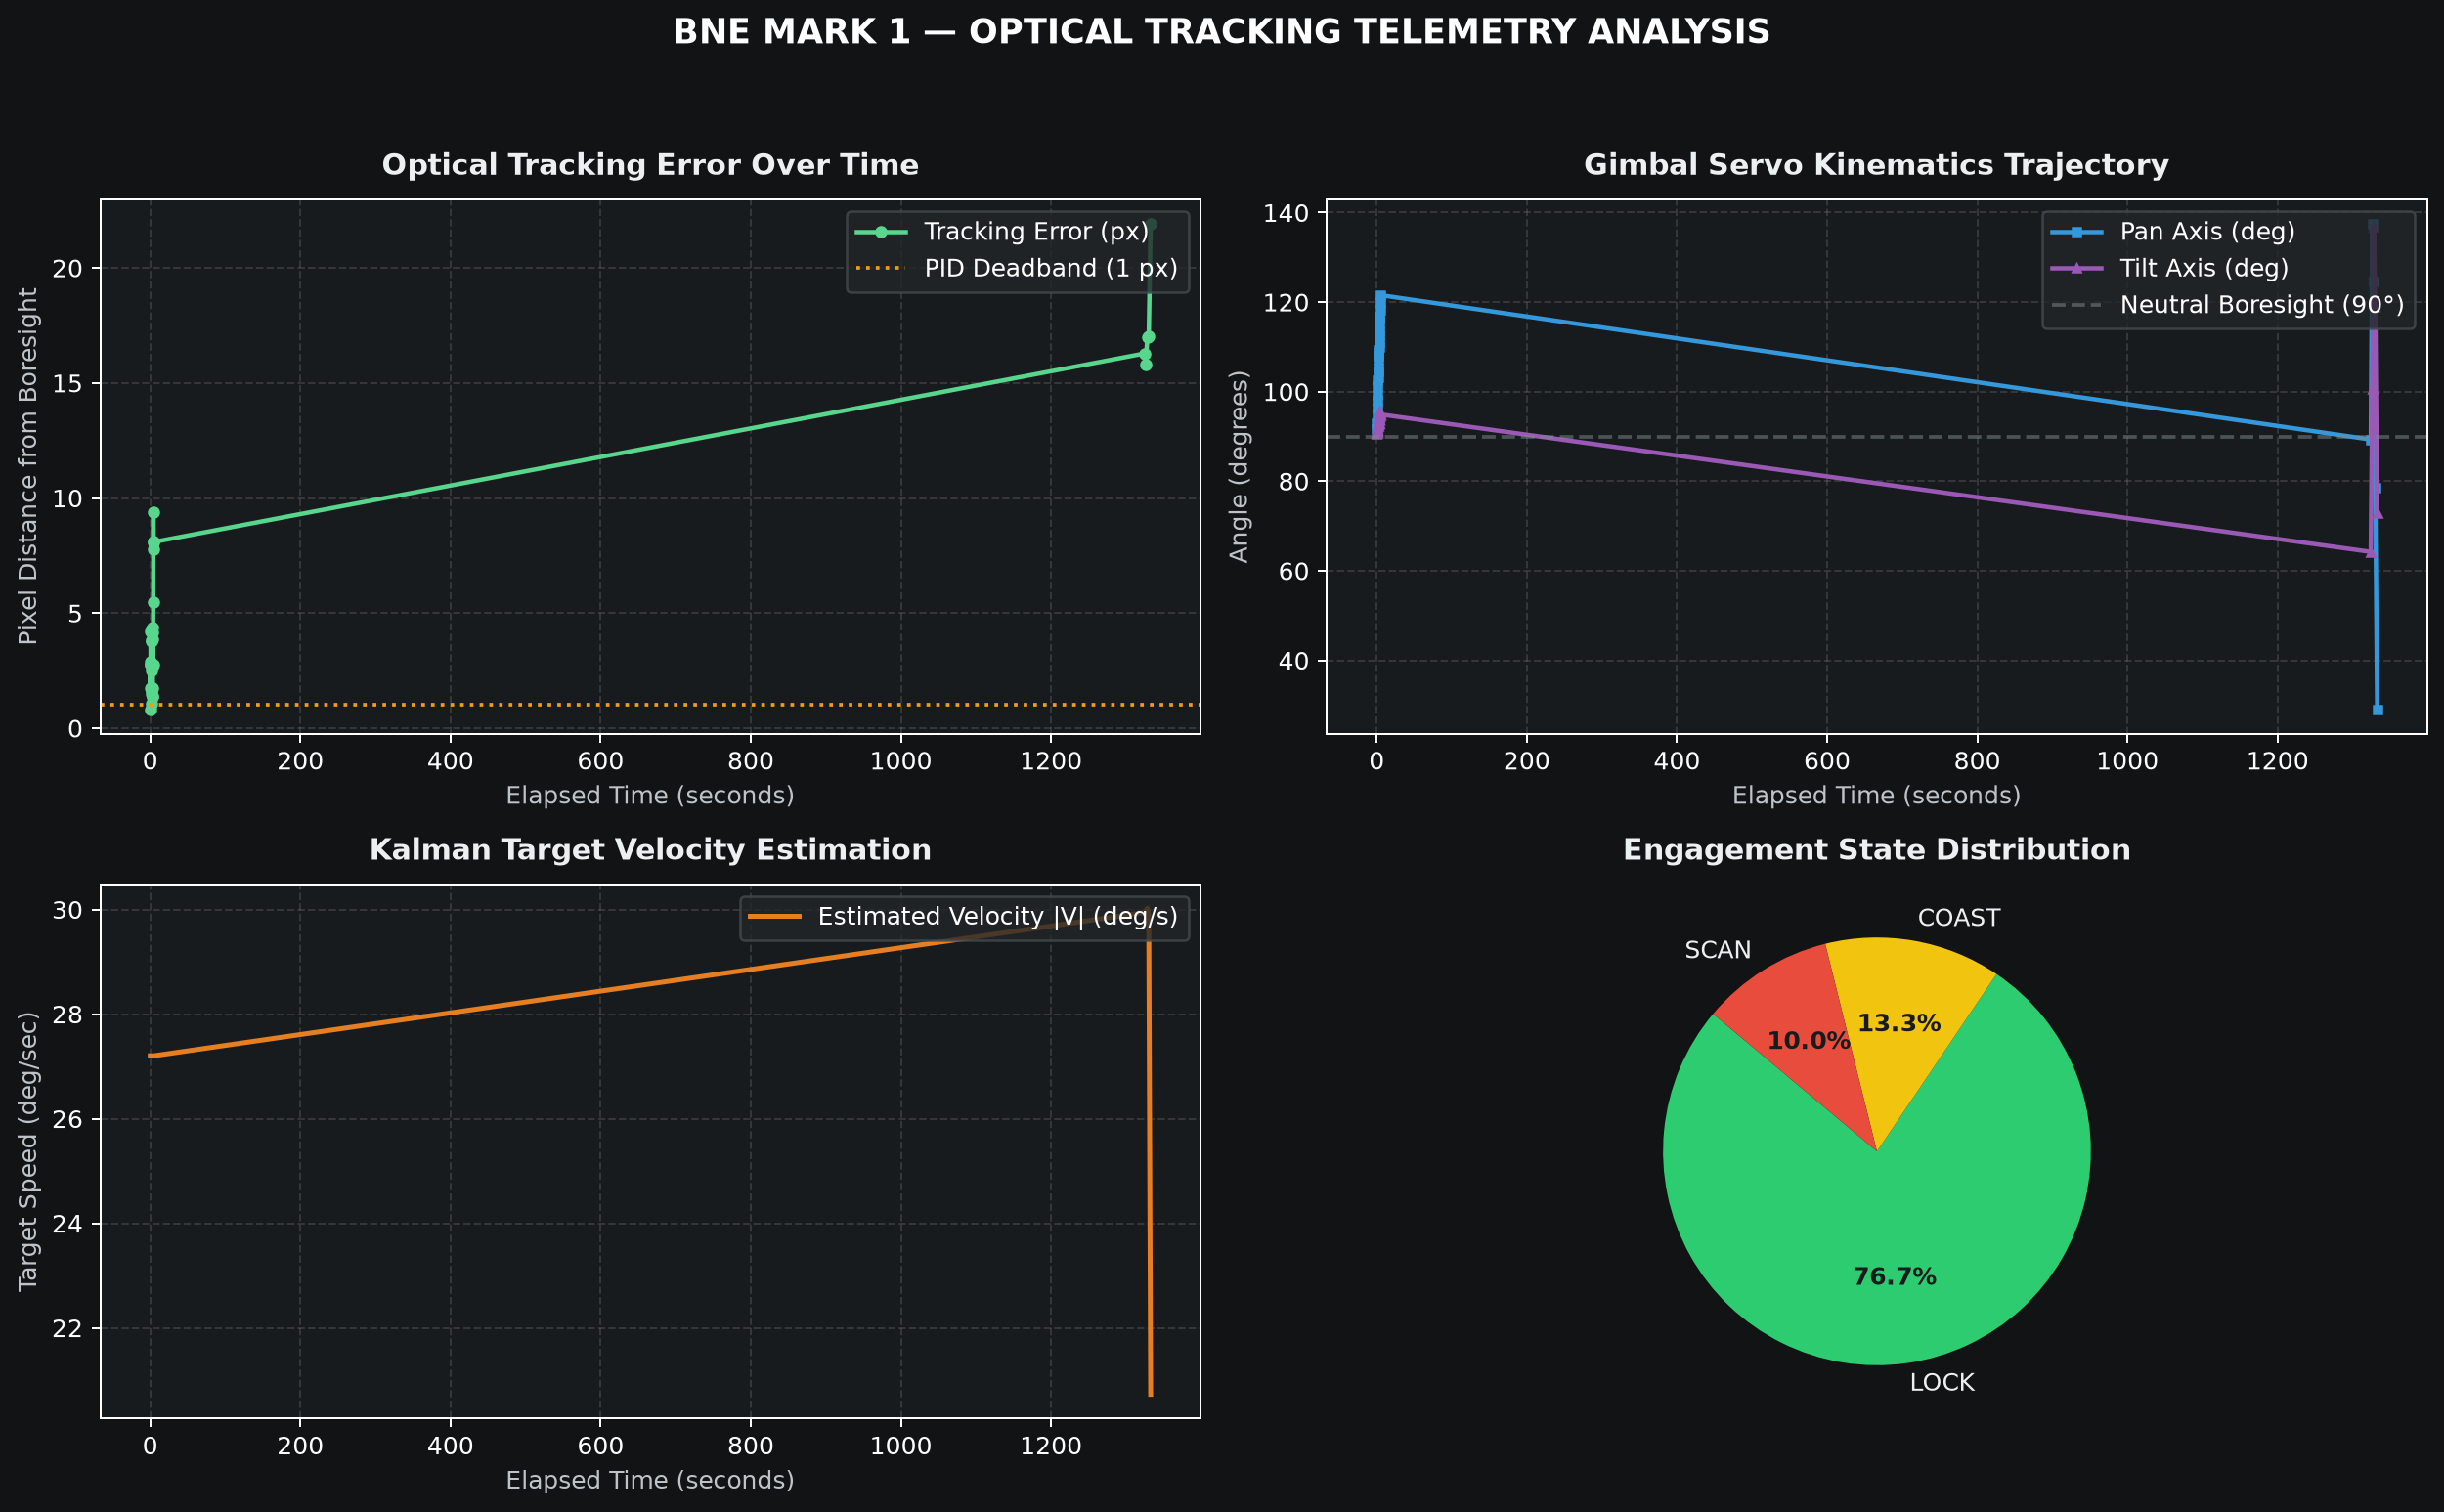 BNE MARK 1 — OPTICAL TRACKING TELEMETRY ANALYSIS
Optical Tracking Error Over Time
Pixel Distance from Boresight
20
15
10
5
0
Tracking Error (px)
PID Deadband (1 px)
0 200 400 600 800 1000 1200
Elapsed Time (seconds)
Gimbal Servo Kinematics Trajectory
Angle (degrees)
140
120
100
80
60
40
Pan Axis (deg)
Tilt Axis (deg)
Neutral Boresight (90°)
0 200 400 600 800 1000 1200
Elapsed Time (seconds)
Kalman Target Velocity Estimation
Target Speed (deg/sec)
30
28
26
24
22
Estimated Velocity |V| (deg/s)
0 200 400 600 800 1000 1200
Elapsed Time (seconds)
Engagement State Distribution
COAST
SCAN
13.3%
10.0%
76.7%
LOCK